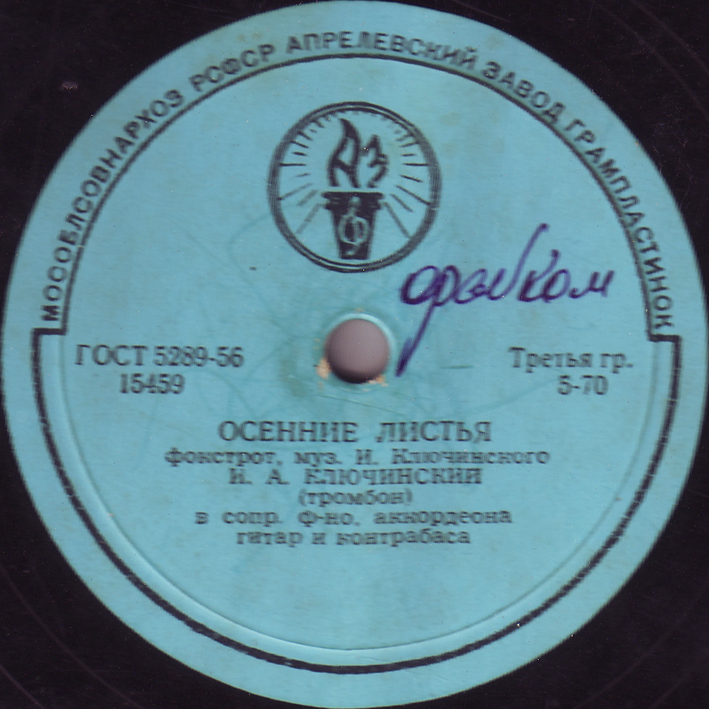 МОСОБЛСОВНАРХОЗ РСФСР АПРЕЛЕВСКИЙ ЗАВОД ГРАМПЛАСТИНОК
АЗ
ГОСТ 5289-56
15459
Третья гр.
5-70
ОСЕННИЕ ЛИСТЬЯ
фокстрот, муз. И. Ключинского
И. А. КЛЮЧИНСКИЙ
(тромбон)
в сопр. ф-но, аккордеона
гитар и контрабаса